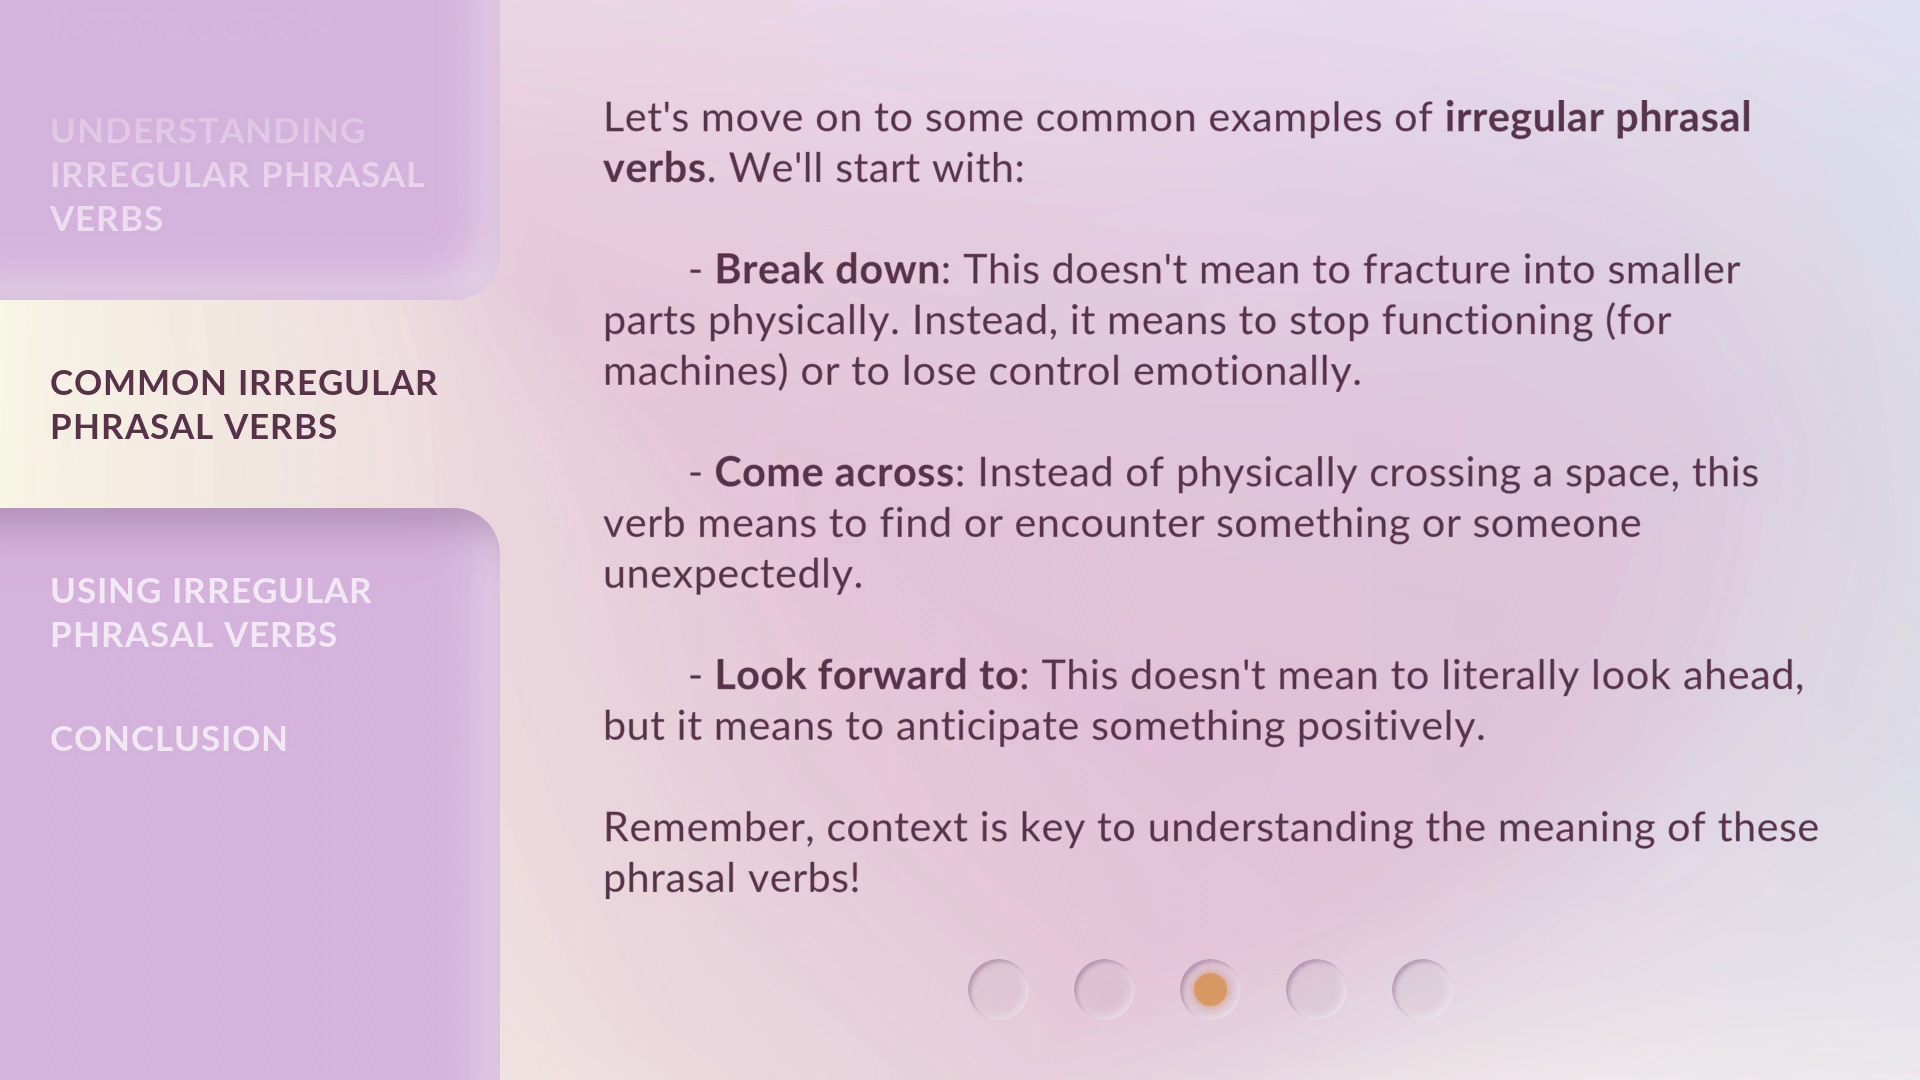 INTRODUCTION
UNDERSTANDING
IRREGULAR PHRASAL
VERBS
COMMON IRREGULAR
PHRASAL VERBS
USING IRREGULAR
PHRASAL VERBS
CONCLUSION
Let's move on to some common examples of irregular phrasal
verbs. We'll start with:
- Break down: This doesn't mean to fracture into smaller
parts physically. Instead, it means to stop functioning (for
machines) or to lose control emotionally.
- Come across: Instead of physically crossing a space, this
verb means to find or encounter something or someone
unexpectedly.
- Look forward to: This doesn't mean to literally look ahead,
but it means to anticipate something positively.
Remember, context is key to understanding the meaning of these
phrasal verbs!